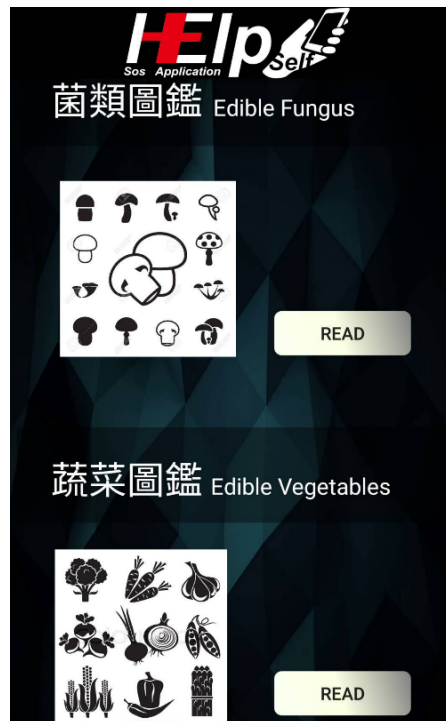 HElp
Self
Sos Application
菌類圖鑑 Edible Fungus
READ
蔬菜圖鑑 Edible Vegetables
READ